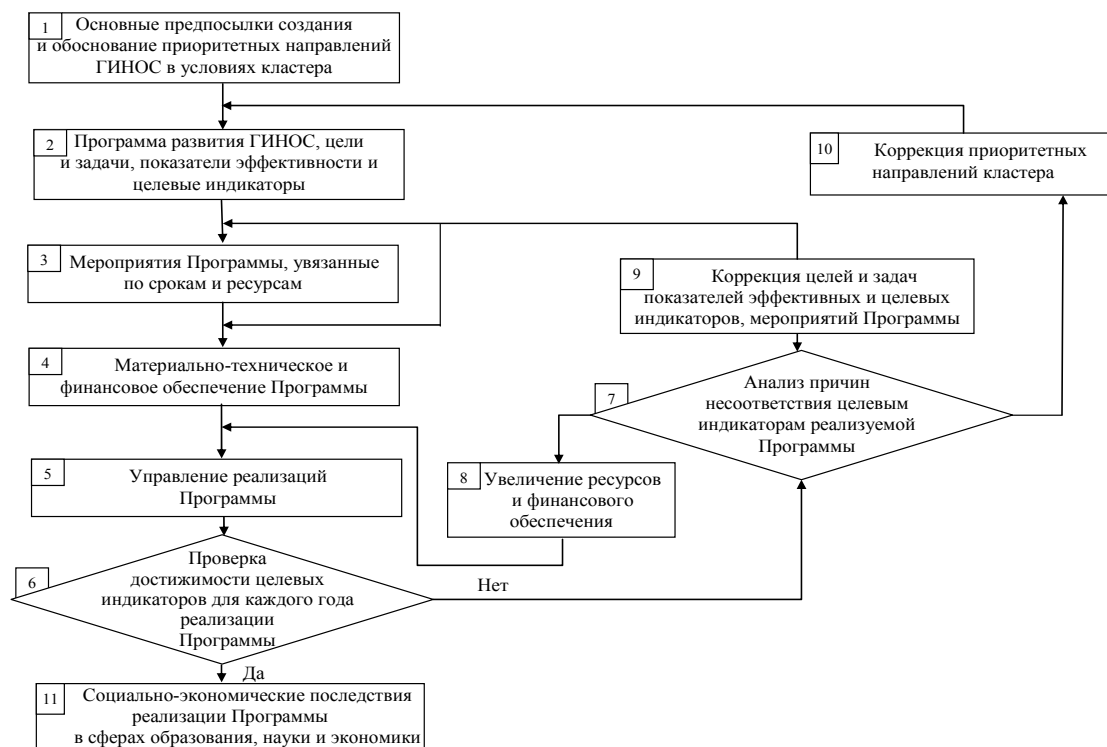 1
Основные предпосылки создания
и обоснование приоритетных направлений
ГИНОС в условиях кластера
2
Программа развития ГИНОС, цели
и задачи, показатели эффективности и
целевые индикаторы
10
Коррекция приоритетных
направлений кластера
3
Мероприятия Программы, увязанные
по срокам и ресурсам
9
Коррекция целей и задач
показателей эффективных и целевых
индикаторов, мероприятий Программы
4
Материально-техническое и
финансовое обеспечение Программы
7
Анализ причин
несоответствия целевым
индикаторам реализуемой
Программы
5
Управление реализаций
Программы
8
Увеличение ресурсов
и финансового
обеспечения
6
Проверка
достижимости целевых
индикаторов для каждого года
реализации
Программы
Нет
Да
11
Социально-экономические последствия
реализации Программы
в сферах образования, науки и экономики